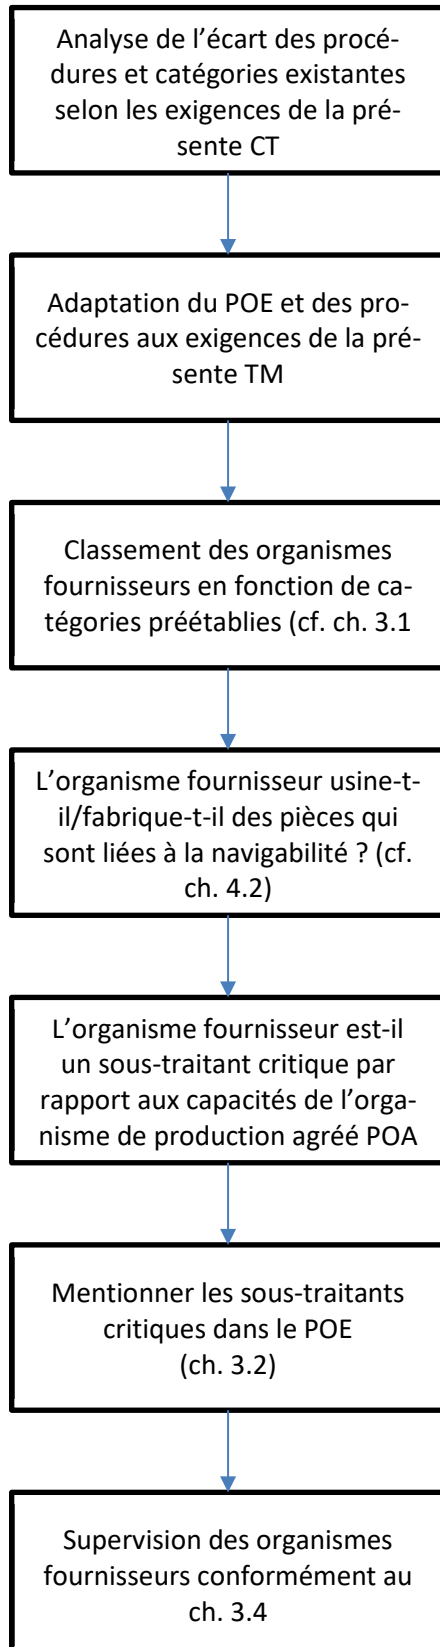 Analyse de l’écart des procé-
dures et catégories existantes
selon les exigences de la pré-
sente CT
Adaptation du POE et des pro-
cédures aux exigences de la pré-
sente TM
Classement des organismes
fournisseurs en fonction de ca-
tégories préétablies (cf. ch. 3.1
L’organisme fournisseur usine-t-
il/fabrique-t-il des pièces qui
sont liées à la navigabilité ? (cf.
ch. 4.2)
L’organisme fournisseur est-il
un sous-traitant critique par
rapport aux capacités de l’orga-
nisme de production agréé POA
Mentionner les sous-traitants
critiques dans le POE
(ch. 3.2)
Supervision des organismes
fournisseurs conformément au
ch. 3.4